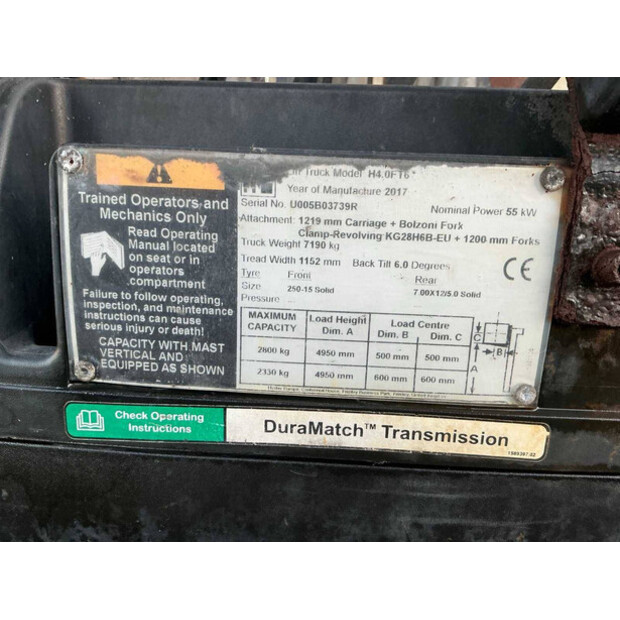 Trained Operators and
Mechanics Only
Read Operating
Manual located
on seat or in
operators
compartment
Failure to follow operating,
inspection, and maintenance
instructions can cause
serious injury or death!
CAPACITY WITH MAST
VERTICAL AND
EQUIPPED AS SHOWN
Truck Model H4.0FT6
Year of Manufacture 2017
Serial No. U005B03739R Nominal Power 55 kW
Attachment: 1219 mm Carriage + Bolzoni Fork
Clamp-Revolving KG28H6B-EU + 1200 mm Forks
Truck Weight 7190 kg
Tread Width 1152 mm Back Tilt 6.0 Degrees
Tyre Front Rear
Size 250-15 Solid 7.00X12/5.0 Solid
Pressure
CE
MAXIMUM CAPACITY Load Height Dim. A Load Centre Dim. B Dim. C
2800 kg 4950 mm 500 mm 500 mm
2330 kg 4950 mm 600 mm 600 mm
C
B
A
Check Operating
Instructions
DuraMatch™ Transmission